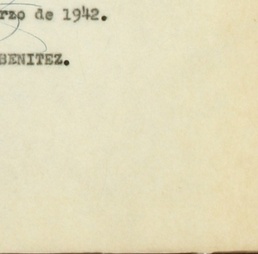 rzo de 1942.
BENITEZ.